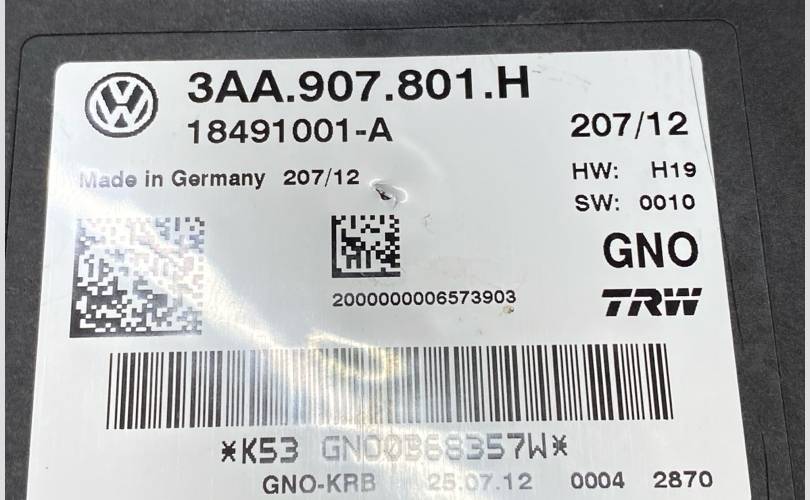 3AA.907.801.H
18491001-A 207/12
Made in Germany 207/12
HW: H19
SW: 0010
GNO
2000000006573903
TRW
*K53 GNO0B68357W*
GNO-KRB 25.07.12 0004 2870